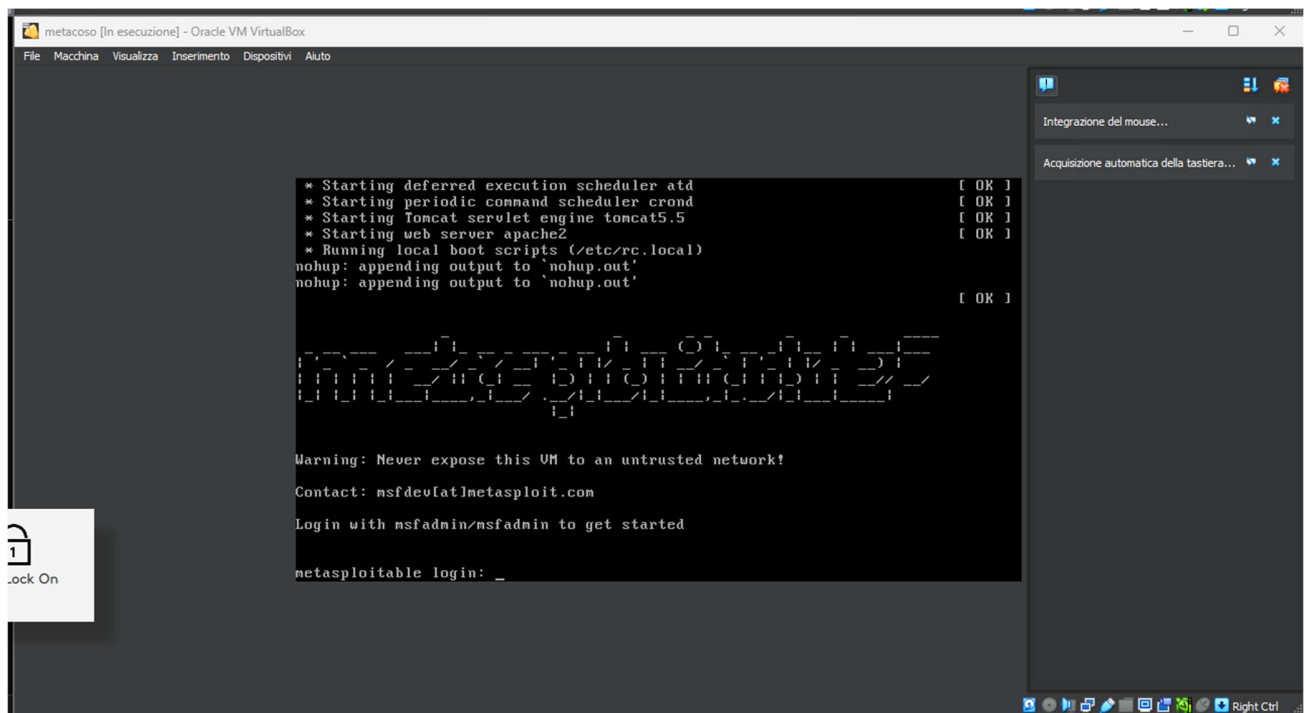 metacoso [In esecuzione] - Oracle VM VirtualBox
File Macchina Visualizza Inserimento Dispositivi Aiuto
Integrazione del mouse...
Acquisizione automatica della tastiera...
* Starting deferred execution scheduler atd [ OK ]
* Starting periodic command scheduler crond [ OK ]
* Starting Tomcat servlet engine tomcat5.5 [ OK ]
* Starting web server apache2 [ OK ]
* Running local boot scripts (/etc/rc.local)
nohup: appending output to `nohup.out'
nohup: appending output to `nohup.out'
[ OK ]
metasploitable2
Warning: Never expose this VM to an untrusted network!
Contact: msfdev[at]metasploit.com
Login with msfadmin/msfadmin to get started
metasploitable login: _
1
Lock On
Right Ctrl